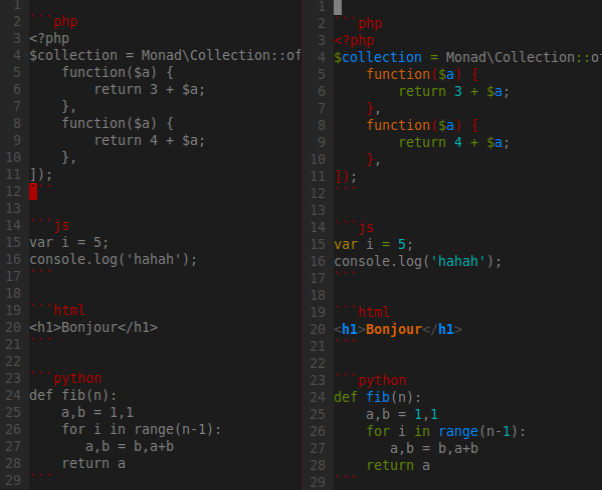 1
2 ```php
3 <?php
4 $collection = Monad\Collection::of
5     function($a) {
6         return 3 + $a;
7     },
8     function($a) {
9         return 4 + $a;
10     },
11 ]);
12 ```
13
14 ```js
15 var i = 5;
16 console.log('hahah');
17 ```
18
19 ```html
20 <h1>Bonjour</h1>
21 ```
22
23 ```python
24 def fib(n):
25     a,b = 1,1
26     for i in range(n-1):
27        a,b = b,a+b
28     return a
29 ```
1
2 ```php
3 <?php
4 $collection = Monad\Collection::of
5     function($a) {
6         return 3 + $a;
7     },
8     function($a) {
9         return 4 + $a;
10     },
11 ]);
12 ```
13
14 ```js
15 var i = 5;
16 console.log('hahah');
17 ```
18
19 ```html
20 <h1>Bonjour</h1>
21 ```
22
23 ```python
24 def fib(n):
25     a,b = 1,1
26     for i in range(n-1):
27        a,b = b,a+b
28     return a
29 ```